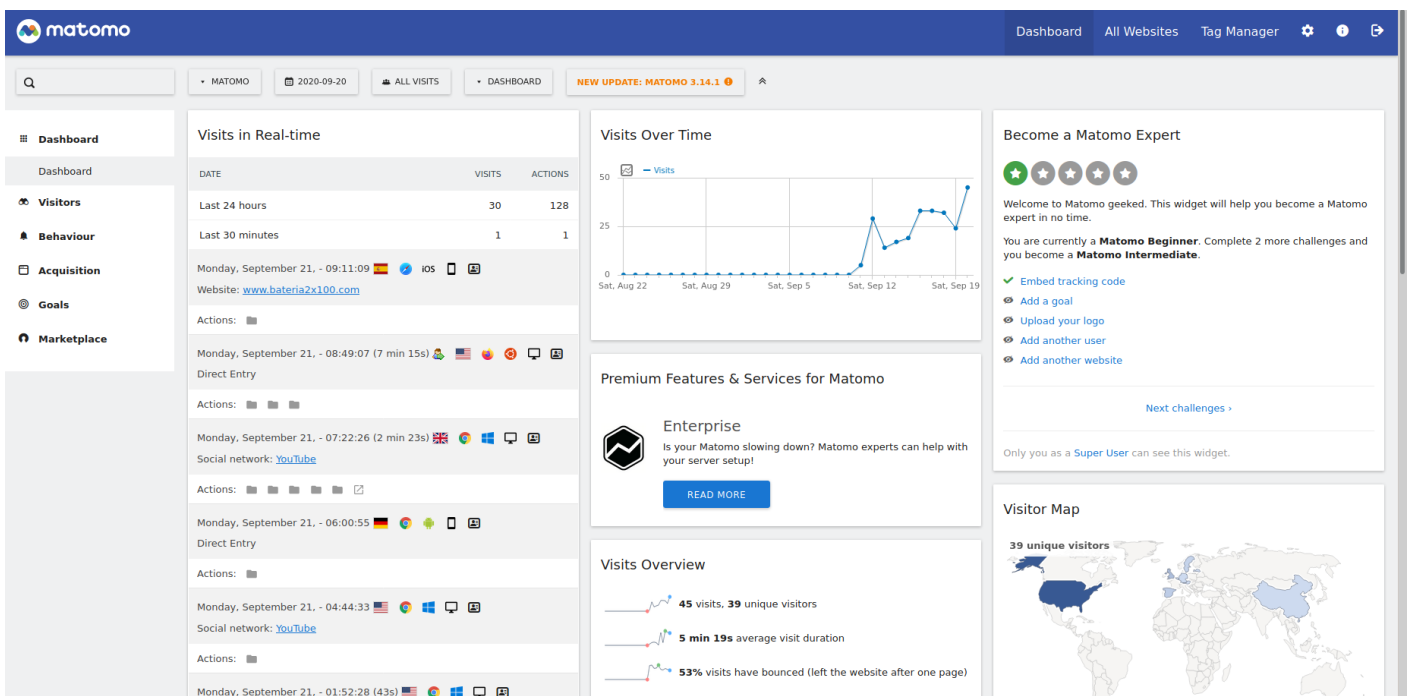 matomo
Dashboard All Websites Tag Manager
MATOMO 2020-09-20 ALL VISITS DASHBOARD NEW UPDATE: MATOMO 3.14.1
Dashboard
Dashboard
Visitors
Behaviour
Acquisition
Goals
Marketplace
Visits in Real-time
DATE VISITS ACTIONS
Last 24 hours 30 128
Last 30 minutes 1 1
Monday, September 21, - 09:11:09 iOS
Website: www.bateria2x100.com
Actions:
Monday, September 21, - 08:49:07 (7 min 15s)
Direct Entry
Actions:
Monday, September 21, - 07:22:26 (2 min 23s)
Social network: YouTube
Actions:
Monday, September 21, - 06:00:55
Direct Entry
Actions:
Monday, September 21, - 04:44:33
Social network: YouTube
Actions:
Monday, September 21, - 01:52:28 (43s)
Visits Over Time
Visits
50
25
0
Sat, Aug 22 Sat, Aug 29 Sat, Sep 5 Sat, Sep 12 Sat, Sep 19
Premium Features & Services for Matomo
Enterprise
Is your Matomo slowing down? Matomo experts can help with
your server setup!
READ MORE
Visits Overview
45 visits, 39 unique visitors
5 min 19s average visit duration
53% visits have bounced (left the website after one page)
Become a Matomo Expert
Welcome to Matomo geeked. This widget will help you become a Matomo
expert in no time.
You are currently a Matomo Beginner. Complete 2 more challenges and
you become a Matomo Intermediate.
Embed tracking code
Add a goal
Upload your logo
Add another user
Add another website
Next challenges ›
Only you as a Super User can see this widget.
Visitor Map
39 unique visitors